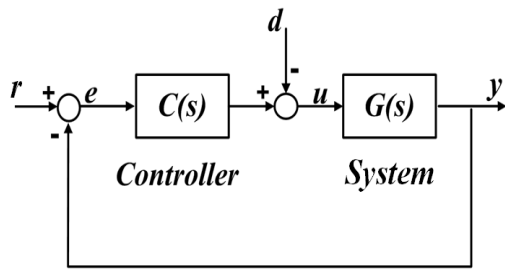 d
r + e C(s) + - u G(s) y
-
Controller System